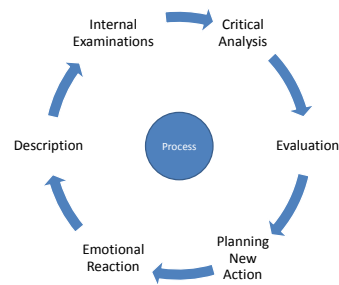 Internal
Examinations
Critical
Analysis
Description
Process
Evaluation
Emotional
Reaction
Planning
New
Action